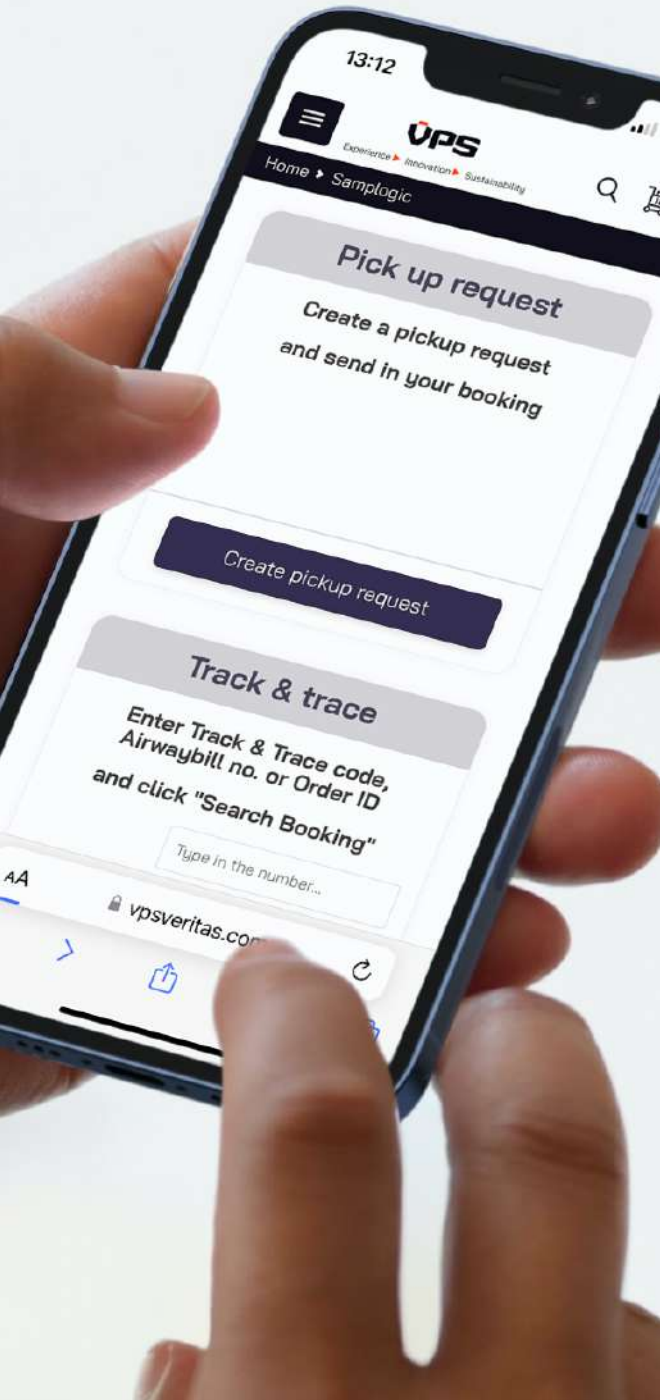 13:12
VPS
Experience Innovation Sustainability
Home Samplogic
Pick up request
Create a pickup request
and send in your booking
Create pickup request
Track & trace
Enter Track & Trace code,
Airwaybill no. or Order ID
and click "Search Booking"
Type in the number...
AA vpsveritas.com